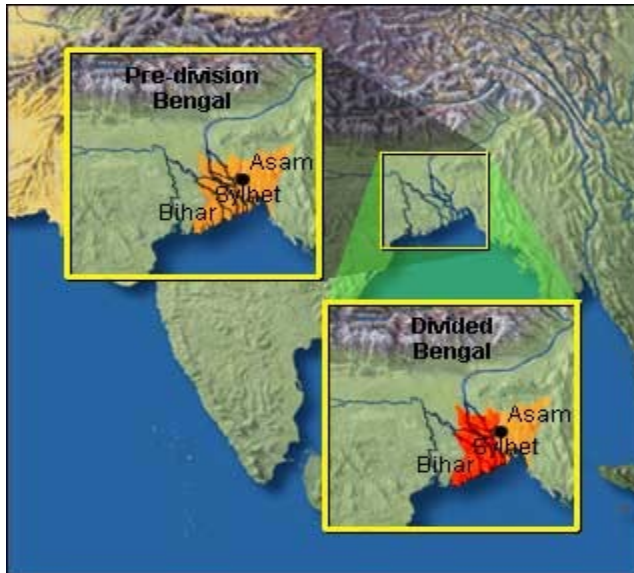 Pre-division
Bengal
Asam
Sylhet
Bihar
Divided
Bengal
Asam
Sylhet
Bihar